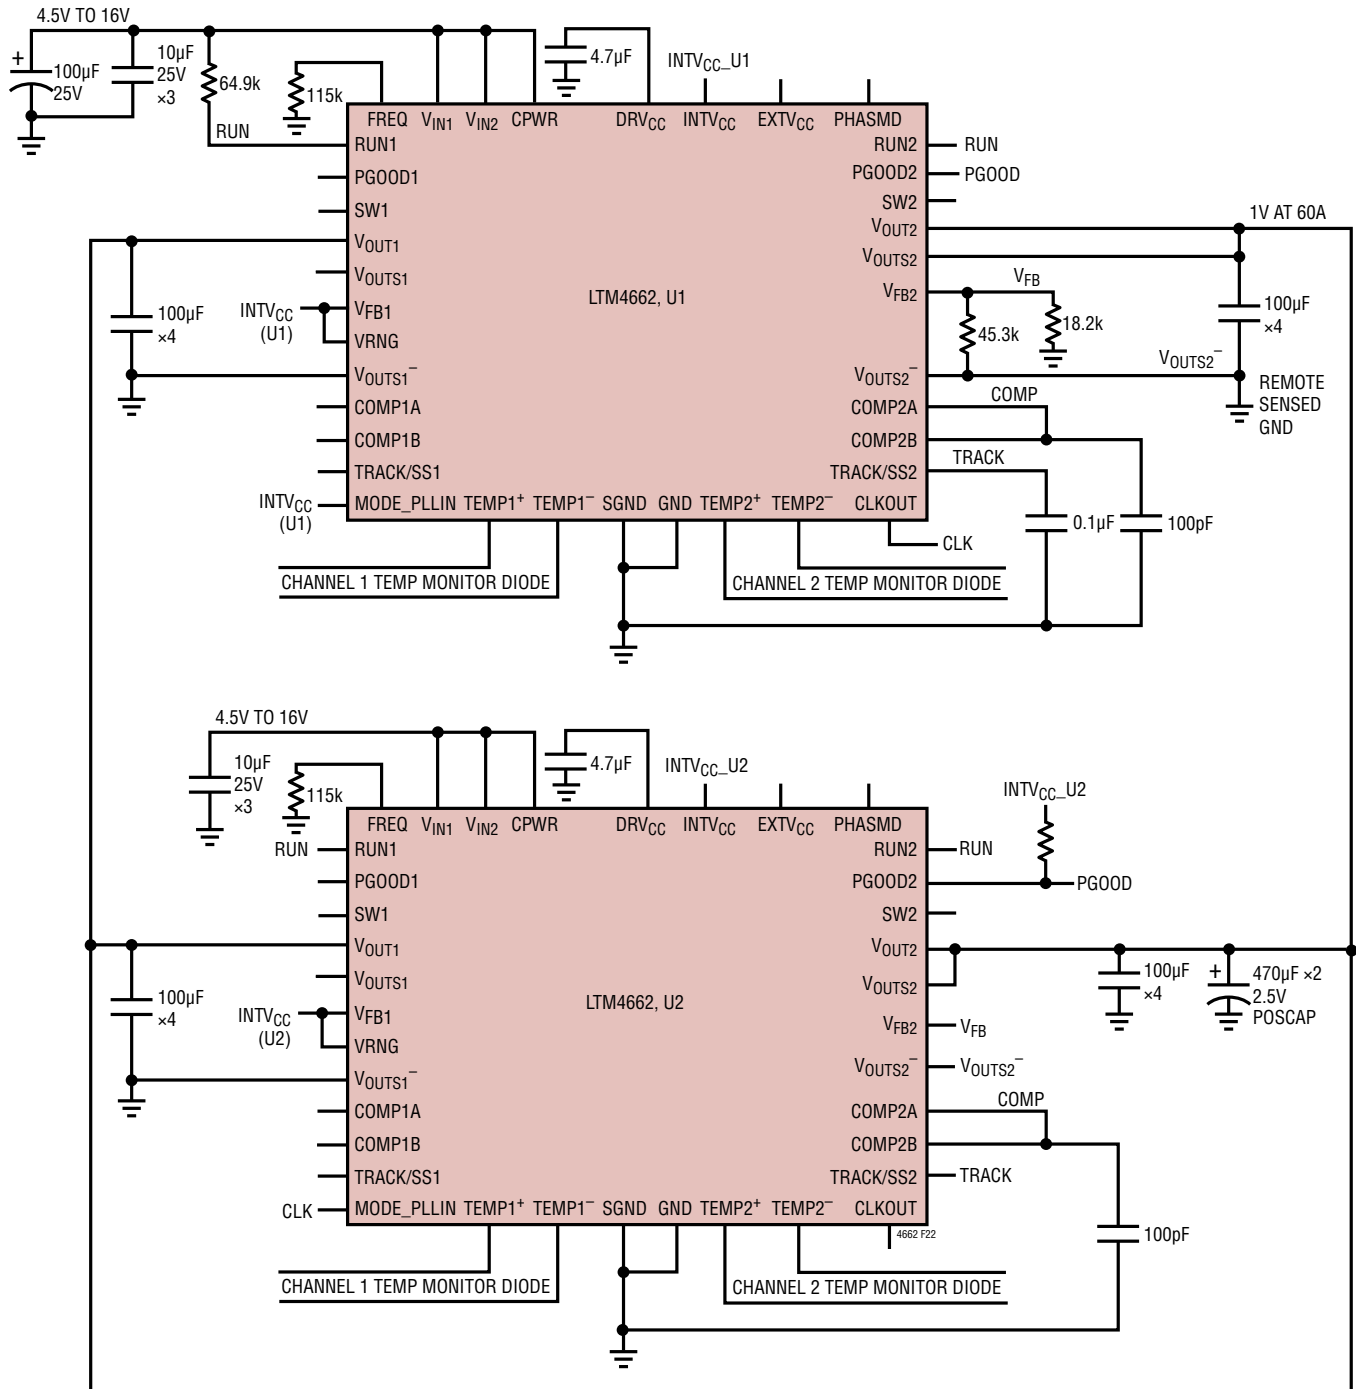 4.5V TO 16V
100µF
25V
10µF
25V
×3
64.9k
RUN
115k
4.7µF
INTVCC_U1
FREQ VIN1 VIN2 CPWR DRVCC INTVCC EXTVCC PHASMD
RUN1
PGOOD1
SW1
VOUT1
VOUTS1
VFB1
VRNG
VOUTS1–
COMP1A
COMP1B
TRACK/SS1
MODE_PLLIN TEMP1+ TEMP1– SGND GND TEMP2+ TEMP2– CLKOUT
LTM4662, U1
RUN2
PGOOD2
SW2
VOUT2
VOUTS2
VFB2
VOUTS2–
COMP2A
COMP2B
TRACK/SS2
100µF
×4
INTVCC
(U1)
INTVCC
(U1)
RUN
PGOOD
1V AT 60A
VFB
45.3k
18.2k
100µF
×4
VOUTS2–
REMOTE
SENSED
GND
COMP
TRACK
0.1µF
100pF
CLK
CHANNEL 1 TEMP MONITOR DIODE
CHANNEL 2 TEMP MONITOR DIODE
4.5V TO 16V
10µF
25V
×3
115k
4.7µF
INTVCC_U2
INTVCC_U2
FREQ VIN1 VIN2 CPWR DRVCC INTVCC EXTVCC PHASMD
RUN
RUN1
PGOOD1
SW1
VOUT1
VOUTS1
VFB1
VRNG
VOUTS1–
COMP1A
COMP1B
TRACK/SS1
MODE_PLLIN TEMP1+ TEMP1– SGND GND TEMP2+ TEMP2– CLKOUT
LTM4662, U2
RUN2
PGOOD2
SW2
VOUT2
VOUTS2
VFB2
VOUTS2–
COMP2A
COMP2B
TRACK/SS2
100µF
×4
INTVCC
(U2)
CLK
RUN
PGOOD
100µF
×4
470µF ×2
2.5V
POSCAP
VFB
VOUTS2–
COMP
TRACK
100pF
4662 F22
CHANNEL 1 TEMP MONITOR DIODE
CHANNEL 2 TEMP MONITOR DIODE